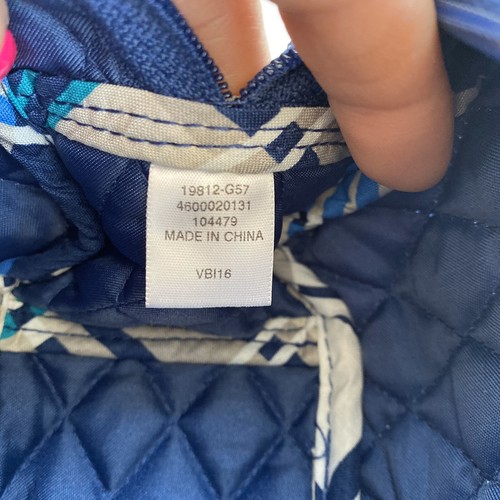 19812-G57
4600020131
104479
MADE IN CHINA
VBI16